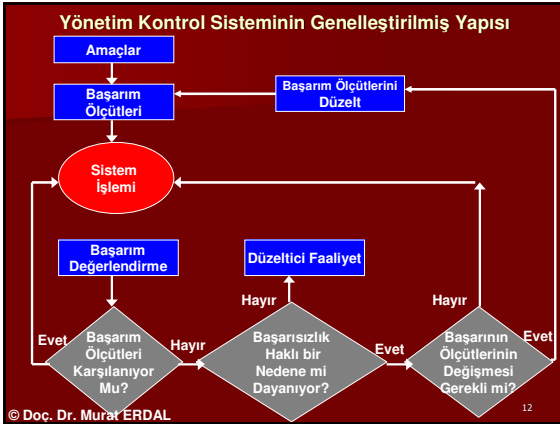 Yönetim Kontrol Sisteminin Genelleştirilmiş Yapısı
Amaçlar
Başarım
Ölçütleri
Başarım Ölçütlerini
Düzelt
Sistem
İşlemi
Başarım
Değerlendirme
Düzeltici Faaliyet
Hayır
Hayır
Evet
Başarım
Ölçütleri
Karşılanıyor
Mu?
Hayır
Başarısızlık
Haklı bir
Nedene mi
Dayanıyor?
Evet
Başarının
Ölçütlerinin
Değişmesi
Gerekli mi?
Evet
© Doç. Dr. Murat ERDAL
12